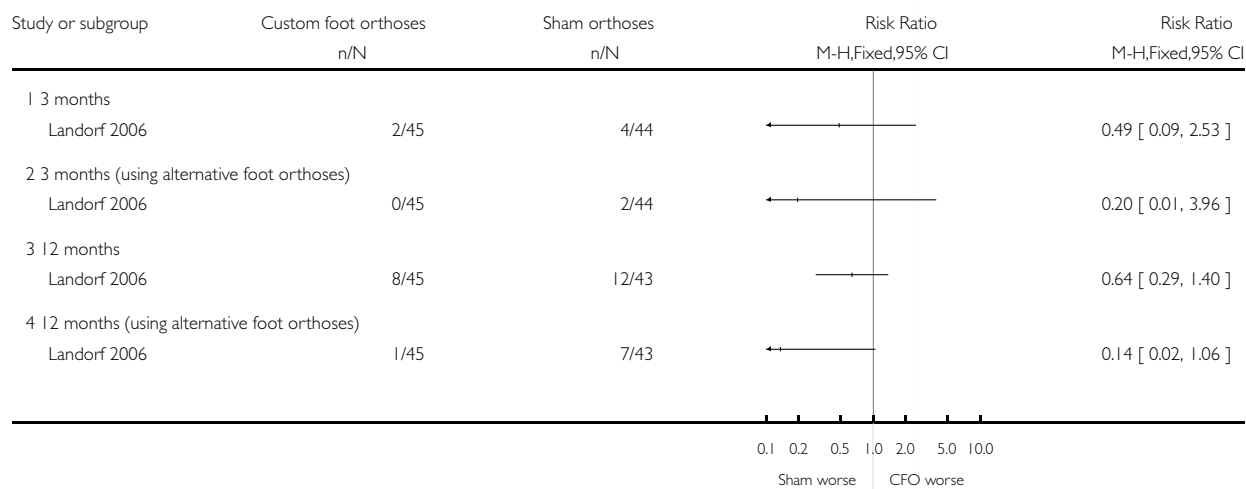 Study or subgroup Custom foot orthoses Sham orthoses Risk Ratio Risk Ratio
n/N n/N M-H,Fixed,95% CI M-H,Fixed,95% CI
1 3 months
Landorf 2006 2/45 4/44 0.49 [ 0.09, 2.53 ]
2 3 months (using alternative foot orthoses)
Landorf 2006 0/45 2/44 0.20 [ 0.01, 3.96 ]
3 12 months
Landorf 2006 8/45 12/43 0.64 [ 0.29, 1.40 ]
4 12 months (using alternative foot orthoses)
Landorf 2006 1/45 7/43 0.14 [ 0.02, 1.06 ]
0.1 0.2 0.5 1.0 2.0 5.0 10.0
Sham worse CFO worse